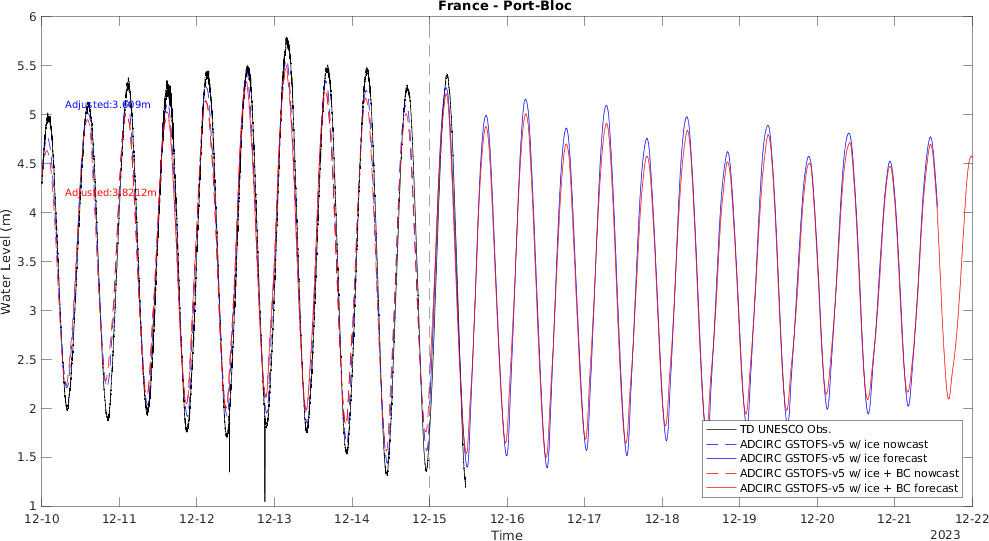 France - Port-Bloc
6
5.5
5
4.5
4
3.5
3
2.5
2
1.5
1
Water Level (m)
Adjusted:3.609m
Adjusted:3.8212m
TD UNESCO Obs.
ADCIRC GSTOFS-v5 w/ ice nowcast
ADCIRC GSTOFS-v5 w/ ice forecast
ADCIRC GSTOFS-v5 w/ ice + BC nowcast
ADCIRC GSTOFS-v5 w/ ice + BC forecast
12-10 12-11 12-12 12-13 12-14 12-15 12-16 12-17 12-18 12-19 12-20 12-21 12-22
Time
2023